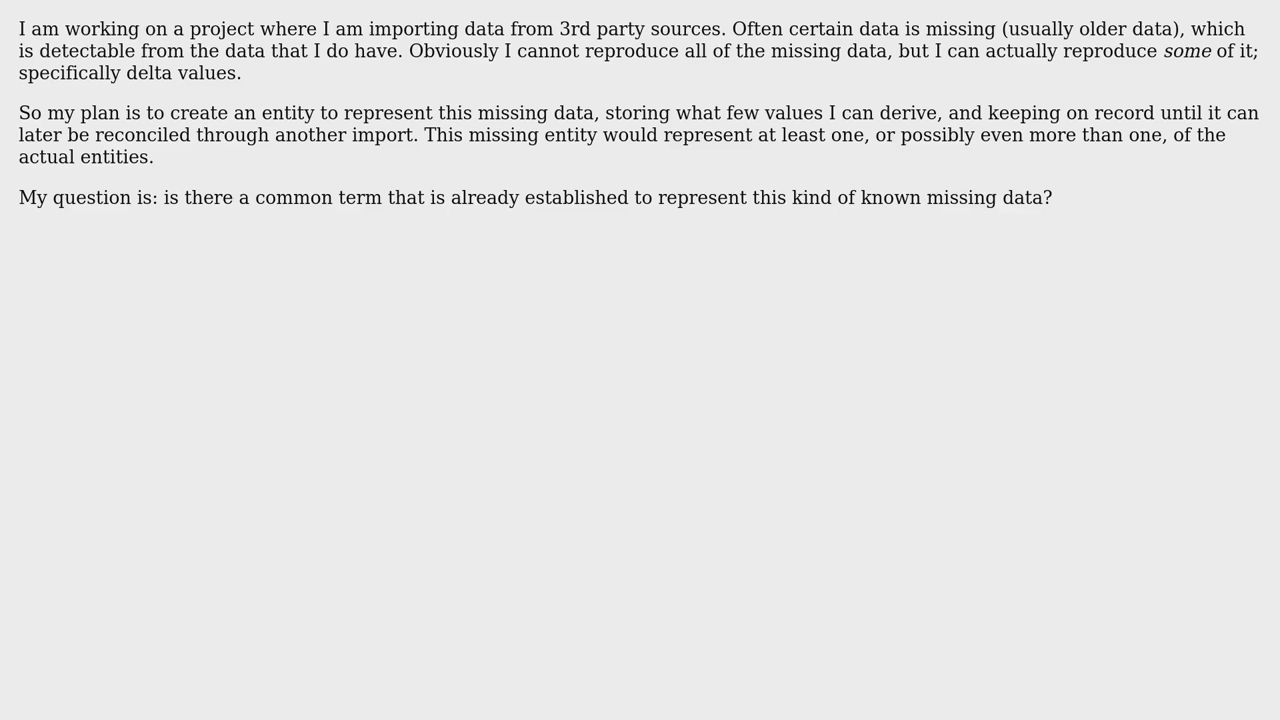 I am working on a project where I am importing data from 3rd party sources. Often certain data is missing (usually older data), which
is detectable from the data that I do have. Obviously I cannot reproduce all of the missing data, but I can actually reproduce some of it;
specifically delta values.
So my plan is to create an entity to represent this missing data, storing what few values I can derive, and keeping on record until it can
later be reconciled through another import. This missing entity would represent at least one, or possibly even more than one, of the
actual entities.
My question is: is there a common term that is already established to represent this kind of known missing data?